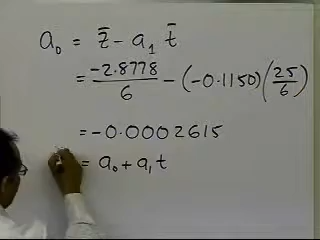 a₀ = z̄ - a₁ t̄
= -2.8778/6 - (-0.1150)(25/6)
= -0.0002615
= a₀ + a₁t